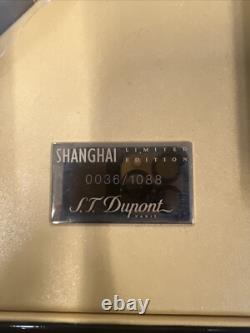 SHANGHAI LIMITED EDITION
0036/1088
S.T. Dupont
PARIS